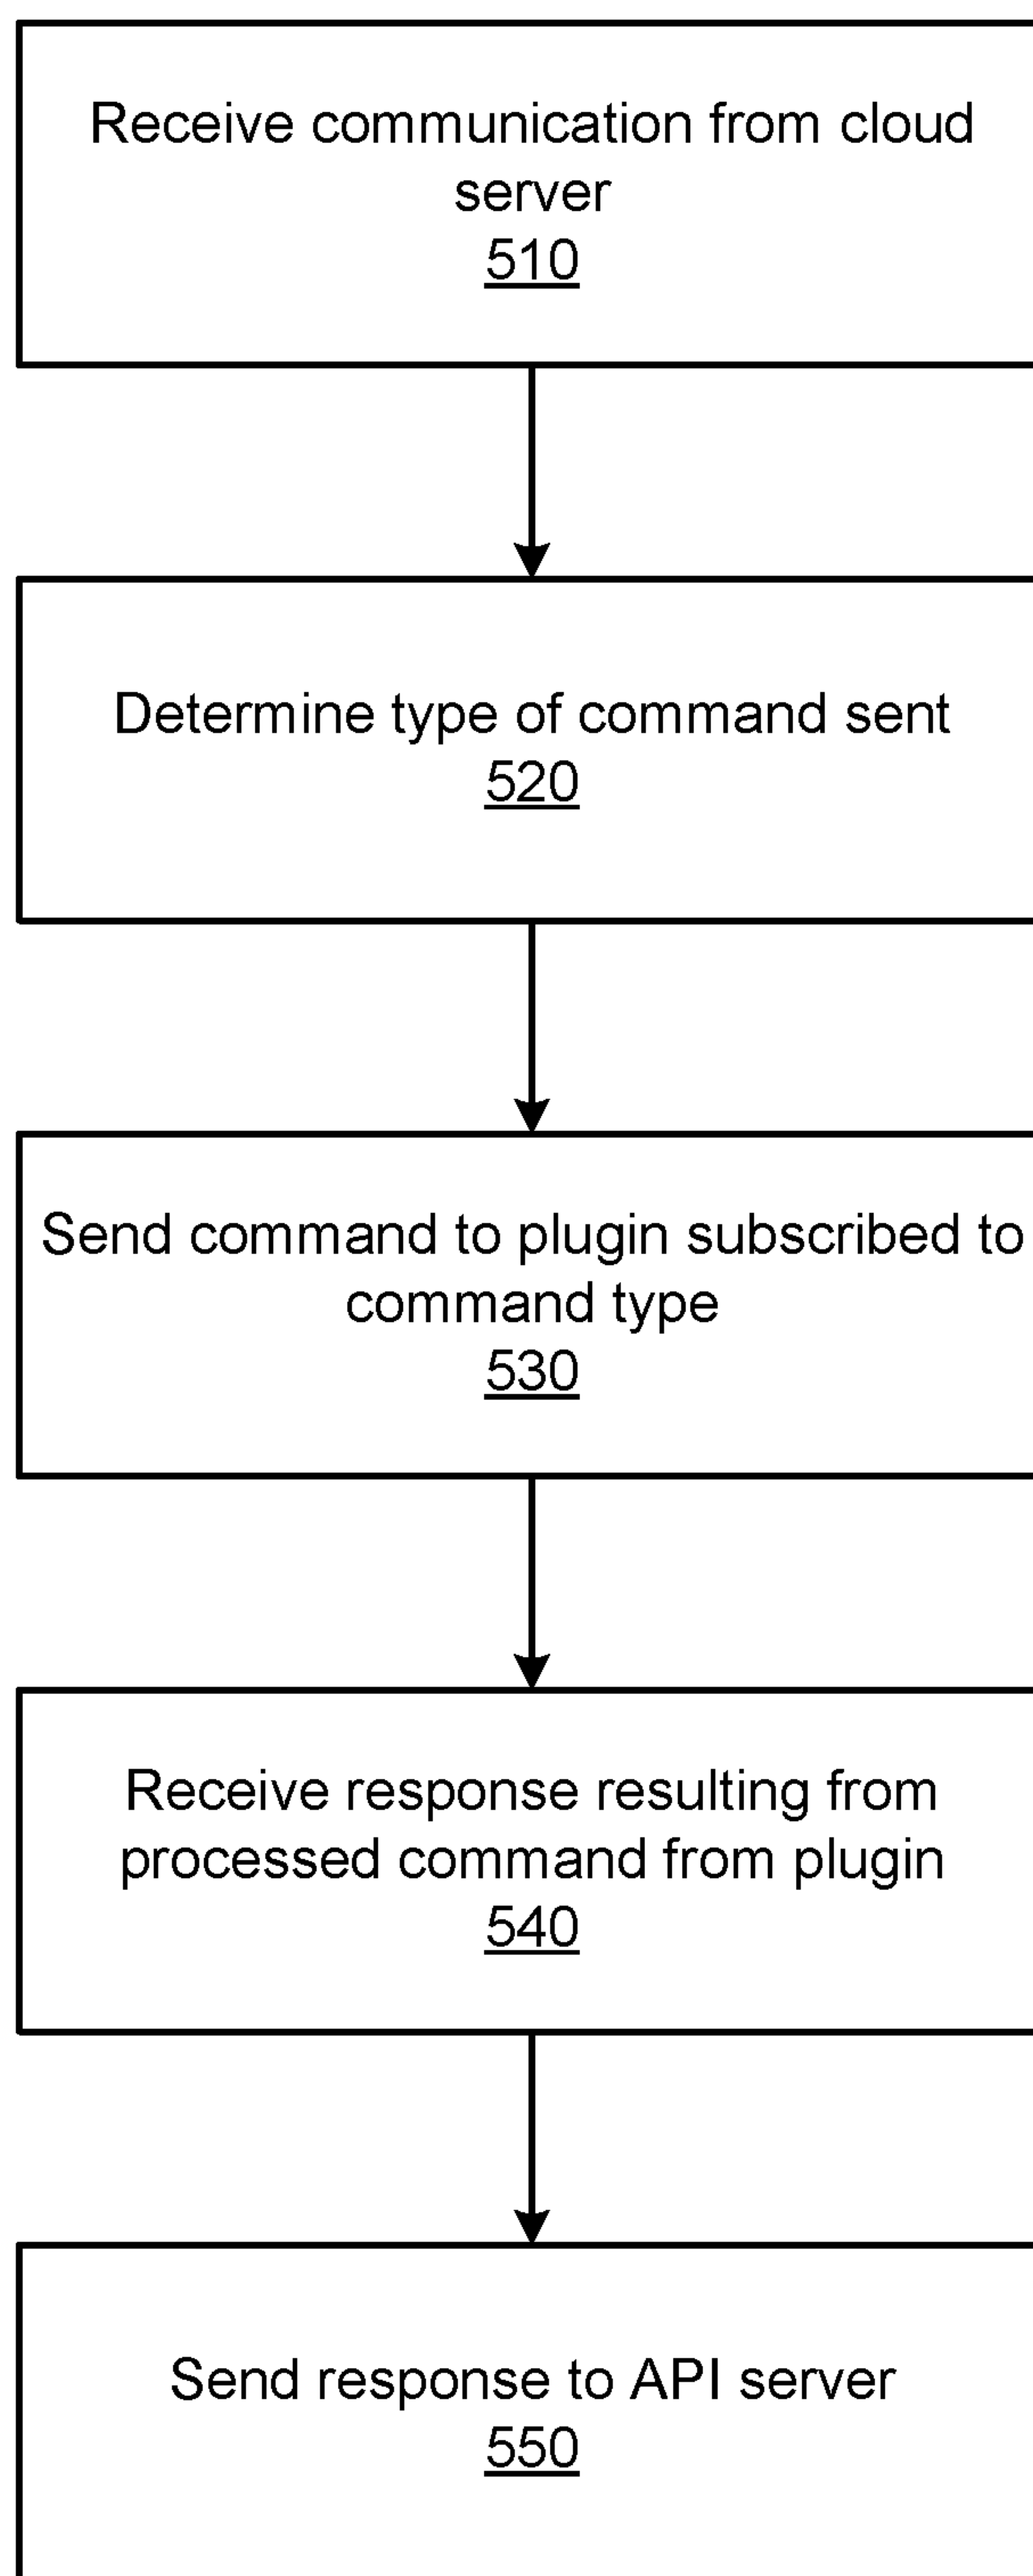 Receive communication from cloud
server
510
Determine type of command sent
520
Send command to plugin subscribed to
command type
530
Receive response resulting from
processed command from plugin
540
Send response to API server
550